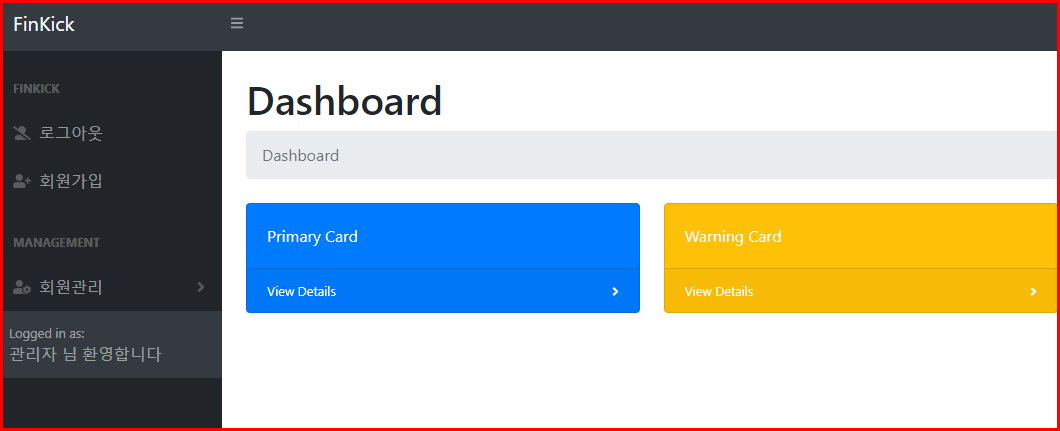 FinKick
FINKICK
로그아웃
회원가입
MANAGEMENT
회원관리
Logged in as:
관리자 님 환영합니다
Dashboard
Dashboard
Primary Card
View Details
Warning Card
View Details